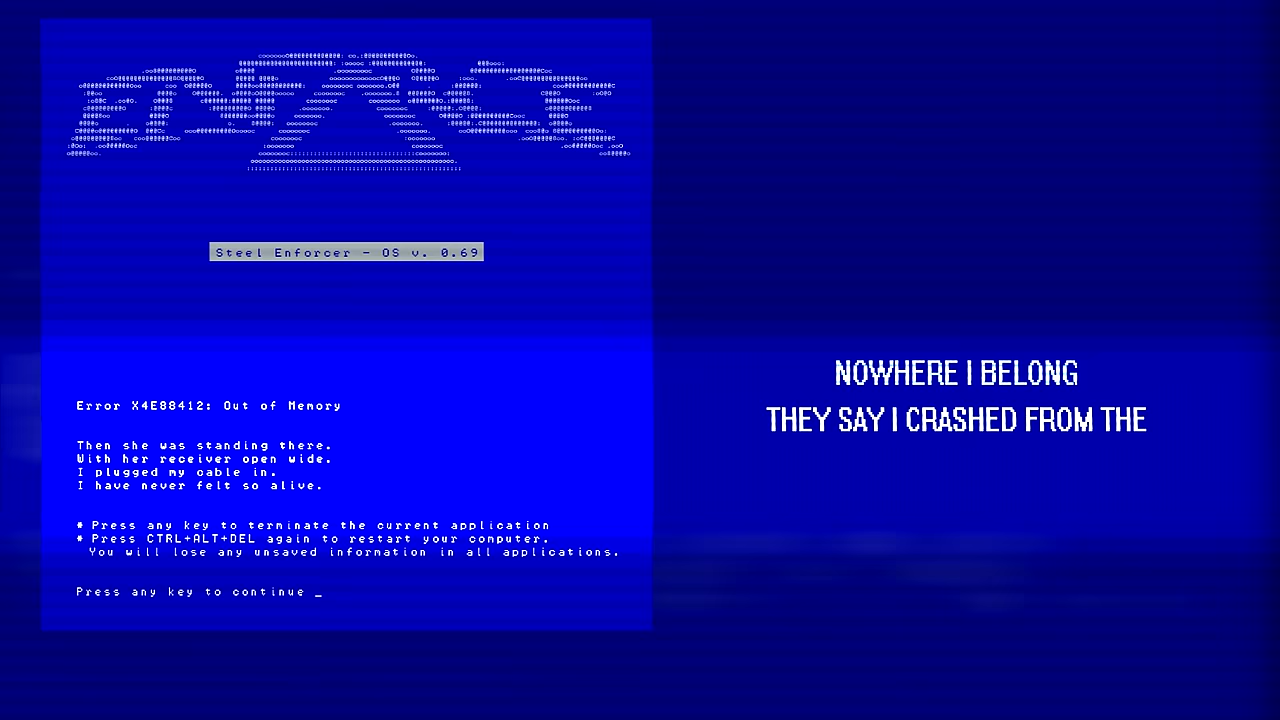 Steel Enforcer - OS v. 0.69
Error X4E88412: Out of Memory
Then she was standing there.
With her receiver open wide.
I plugged my cable in.
I have never felt so alive.
* Press any key to terminate the current application
* Press CTRL+ALT+DEL again to restart your computer.
You will lose any unsaved information in all applications.
Press any key to continue _
NOWHERE I BELONG
THEY SAY I CRASHED FROM THE